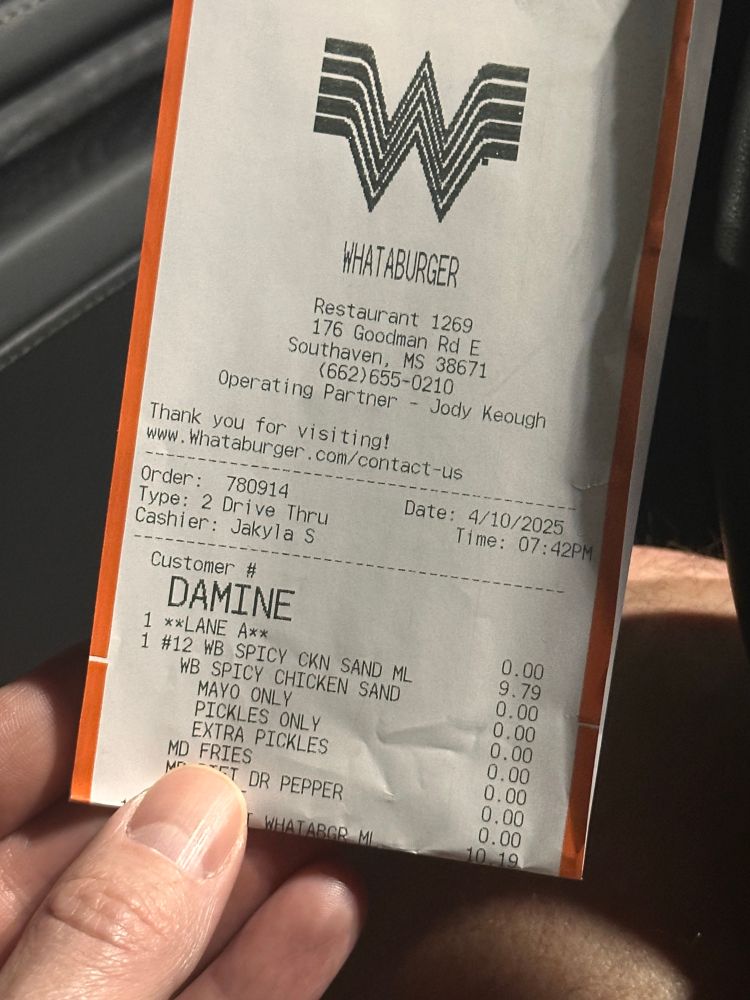 WHATABURGER
Restaurant 1269
176 Goodman Rd E
Southaven, MS 38671
(662)655-0210
Operating Partner - Jody Keough
Thank you for visiting!
www.Whataburger.com/contact-us
Order: 780914 Date: 4/10/2025
Type: 2 Drive Thru Time: 07:42PM
Cashier: Jakyla S
Customer #
DAMINE
1 **LANE A** 0.00
1 #12 WB SPICY CKN SAND ML 9.79
WB SPICY CHICKEN SAND 0.00
MAYO ONLY 0.00
PICKLES ONLY 0.00
EXTRA PICKLES 0.00
MD FRIES 0.00
DR PEPPER 0.00
0.00
WHATABGR ML 10.19